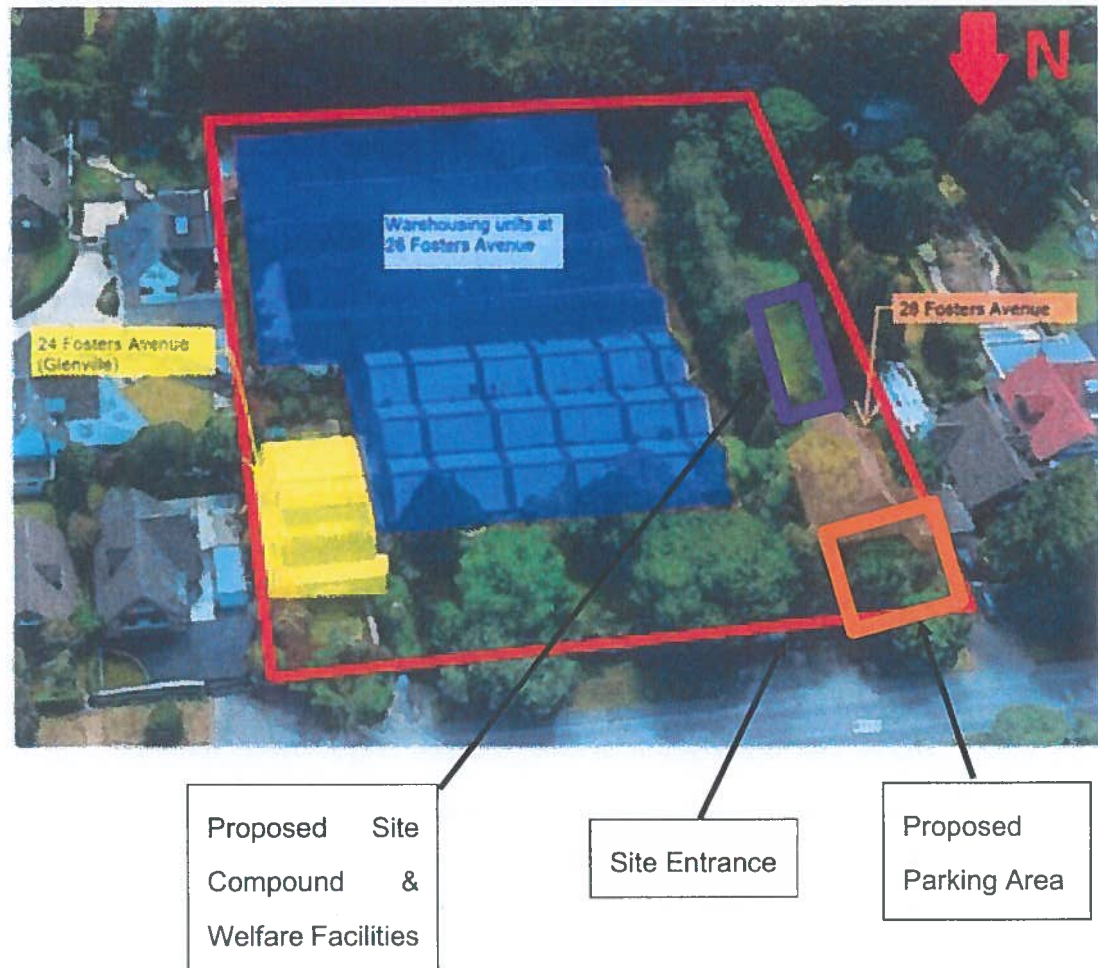 N
Warehousing units at
26 Fosters Avenue
24 Fosters Avenue
(Glenville)
28 Fosters Avenue
Proposed Site
Compound &
Welfare Facilities
Site Entrance
Proposed
Parking Area